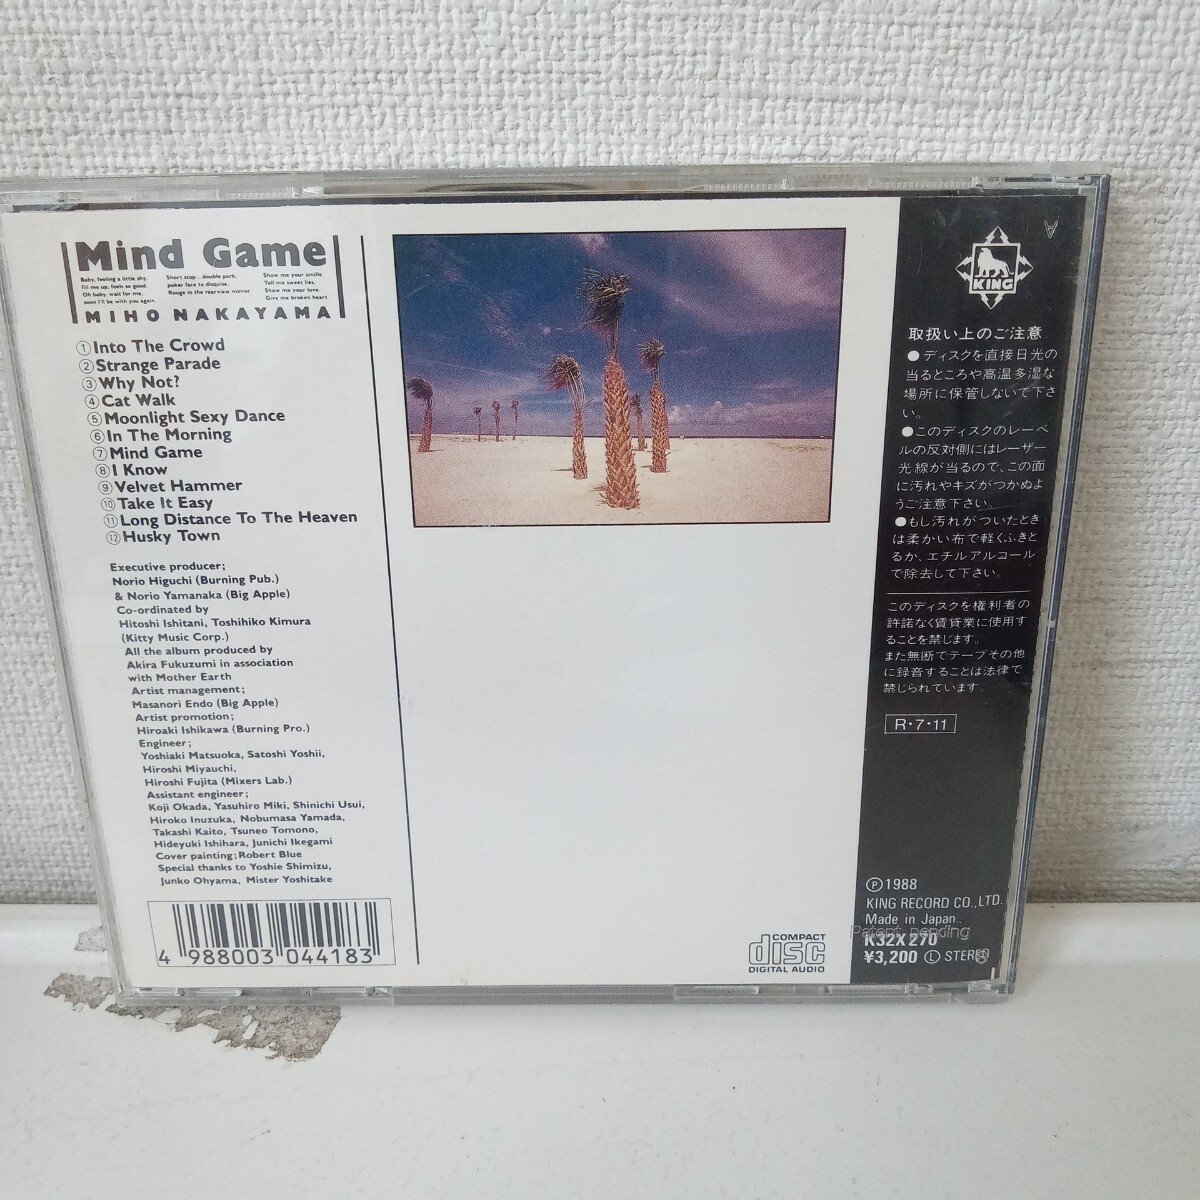 Mind Game
Baby, feeling a little shy,
fill me up, feels so good.
Oh baby, wait for me,
soon I'll be with you again.
Short stop...double park,
poker face to disguise,
Rouge in the rearview mirror
Show me your smile
Tell me sweet lies.
Show me your love.
Give me broken heart
MIHO NAKAYAMA
①Into The Crowd
②Strange Parade
③Why Not?
④Cat Walk
⑤Moonlight Sexy Dance
⑥In The Morning
⑦Mind Game
⑧I Know
⑨Velvet Hammer
⑩Take It Easy
⑪Long Distance To The Heaven
⑫Husky Town
Executive producer;
Norio Higuchi (Burning Pub.)
& Norio Yamanaka (Big Apple)
Co-ordinated by
Hitoshi Ishitani, Toshihiko Kimura
(Kitty Music Corp.)
All the album produced by
Akira Fukuzumi in association
with Mother Earth
Artist management;
Masanori Endo (Big Apple)
Artist promotion;
Hiroaki Ishikawa (Burning Pro.)
Engineer;
Yoshiaki Matsuoka, Satoshi Yoshii,
Hiroshi Miyauchi,
Hiroshi Fujita (Mixers Lab.)
Assistant engineer;
Koji Okada, Yasuhiro Miki, Shinichi Usui,
Hiroko Inuzuka, Nobumasa Yamada,
Takashi Kaito, Tsuneo Tomono,
Hideyuki Ishihara, Junichi Ikegami
Cover painting;Robert Blue
Special thanks to Yoshie Shimizu,
Junko Ohyama, Mister Yoshitake
4 988003 044183
COMPACT
disc
DIGITAL AUDIO
KING
取扱い上のご注意
●ディスクを直接日光の
当るところや高温多湿な
場所に保管しないで下さ
い。
●このディスクのレーベ
ルの反対側にはレーザー
光線が当るので、この面
に汚れやキズがつかぬよ
うご注意下さい。
●もし汚れがついたとき
は柔かい布で軽くふきと
るか、エチルアルコール
で除去して下さい。
このディスクを権利者の
許諾なく賃貸業に使用す
ることを禁じます。
また無断でテープその他
に録音することは法律で
禁じられています。
R・7・11
Ⓟ1988
KING RECORD CO.,LTD.
Made in Japan.
Patent pending
K32X270
¥3,200 Ⓛ STEREO